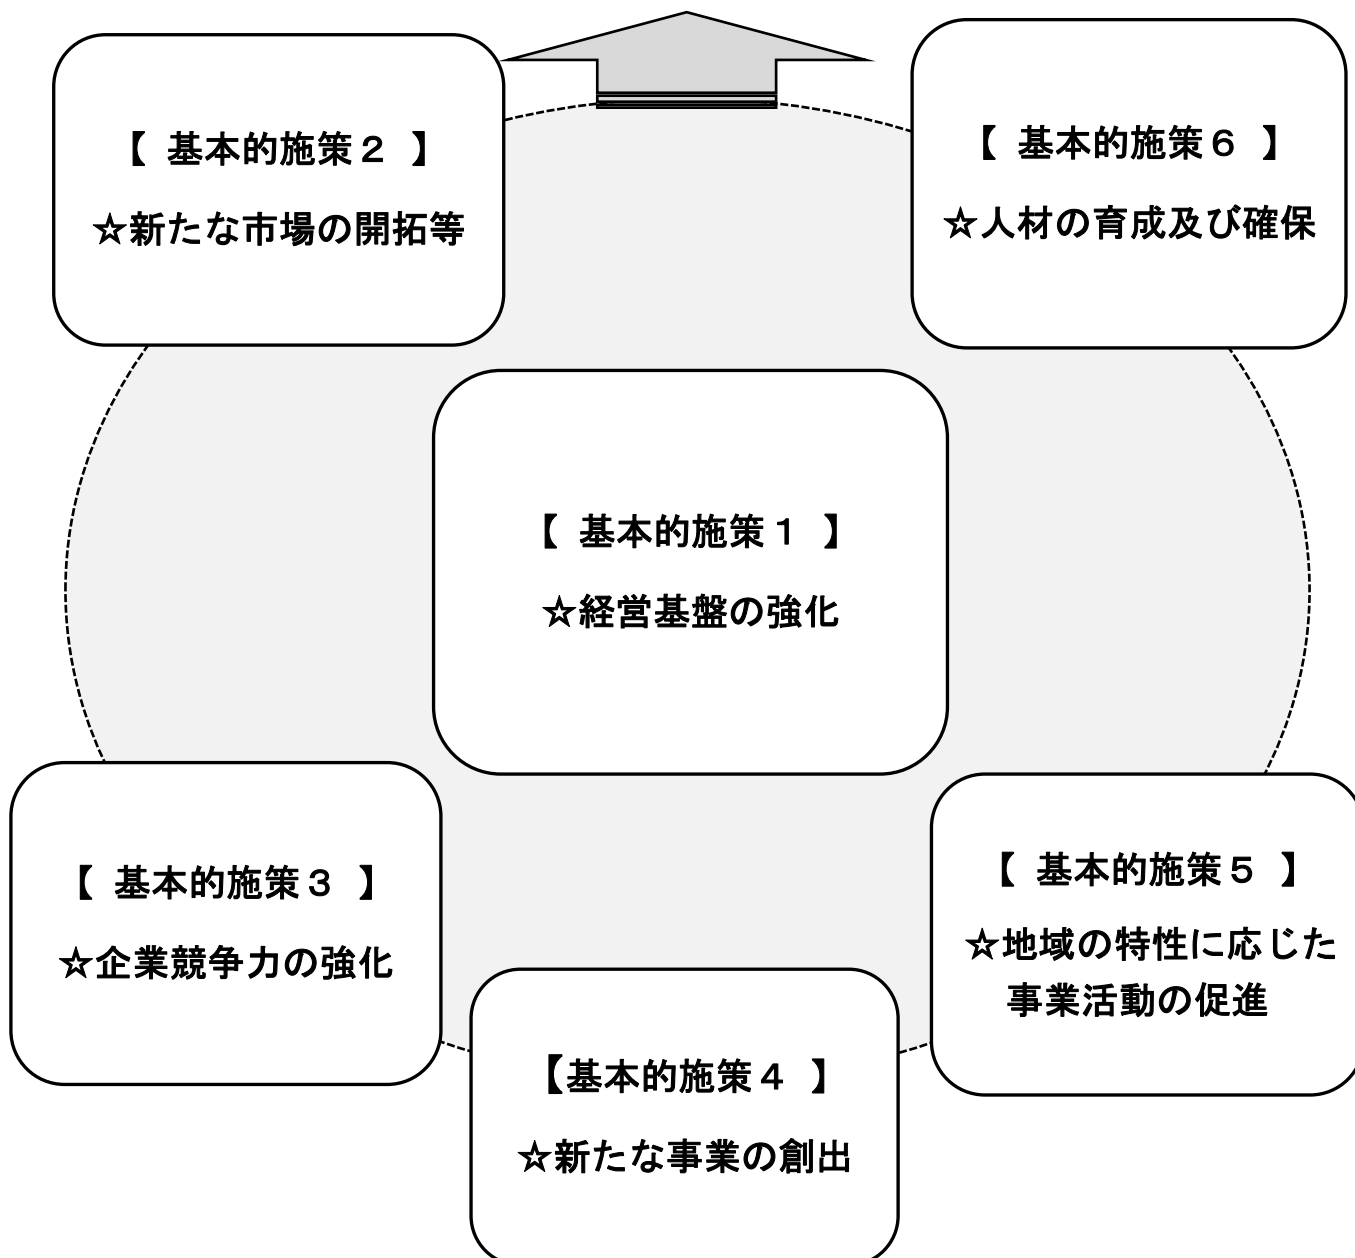 【 基本的施策２ 】
☆新たな市場の開拓等
【 基本的施策６ 】
☆人材の育成及び確保
【 基本的施策１ 】
☆経営基盤の強化
【 基本的施策３ 】
☆企業競争力の強化
【 基本的施策５ 】
☆地域の特性に応じた
事業活動の促進
【基本的施策４ 】
☆新たな事業の創出